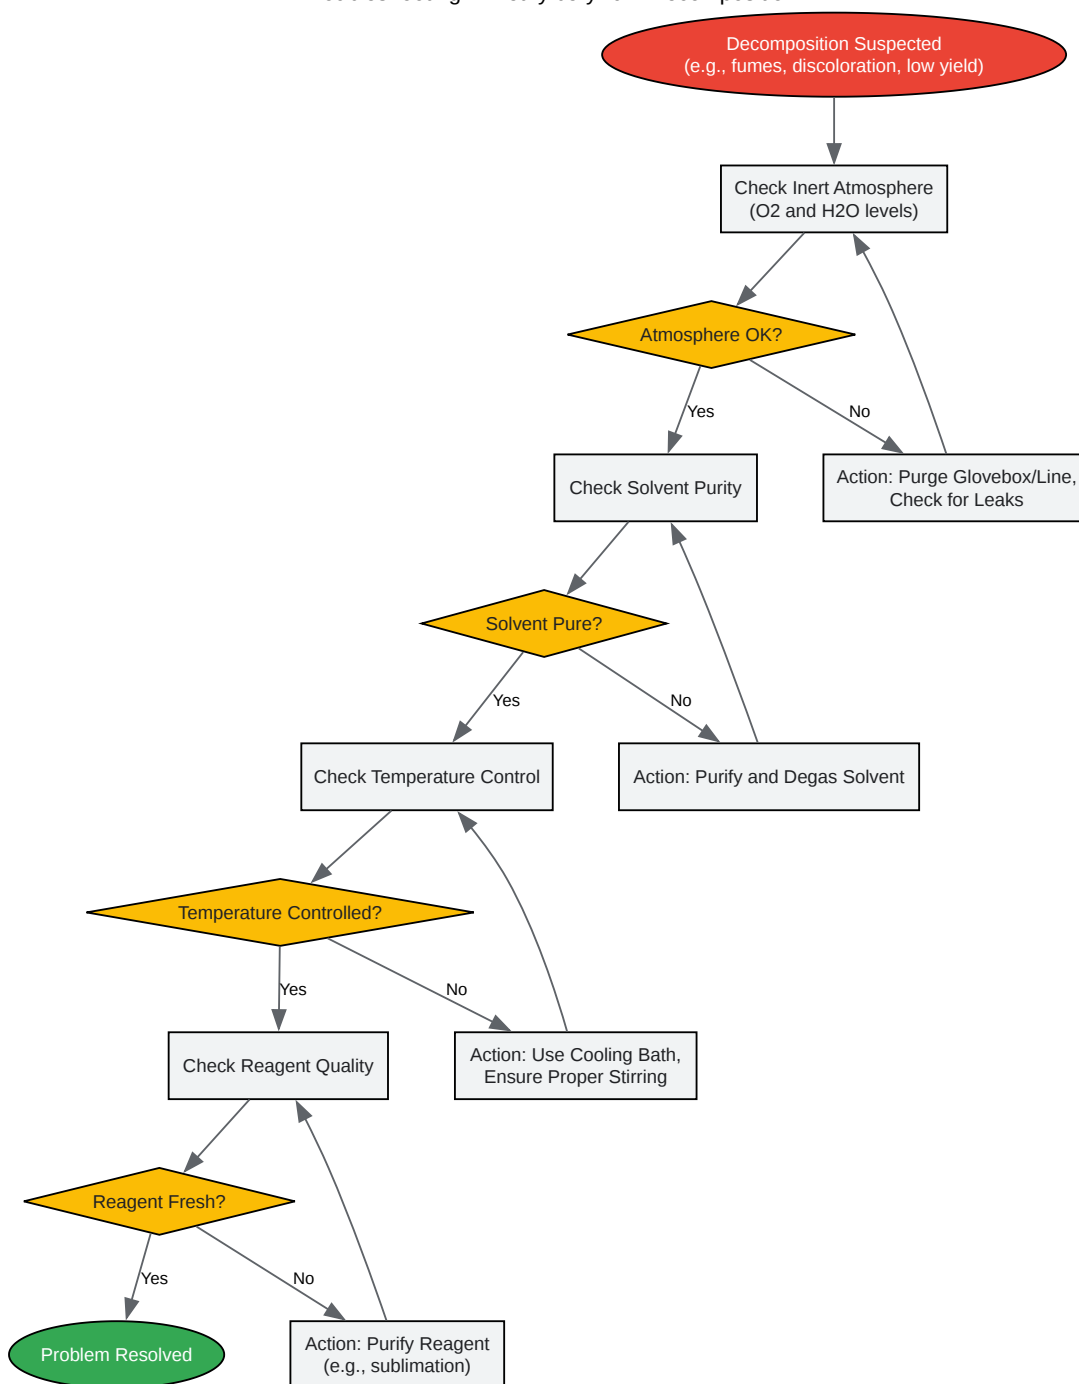 Decomposition Suspected
(e.g., fumes, discoloration, low yield)
Check Inert Atmosphere
(O2 and H2O levels)
Atmosphere OK?
Yes
No
Check Solvent Purity
Action: Purge Glovebox/Line,
Check for Leaks
Solvent Pure?
Yes
No
Check Temperature Control
Action: Purify and Degas Solvent
Temperature Controlled?
Yes
No
Check Reagent Quality
Action: Use Cooling Bath,
Ensure Proper Stirring
Reagent Fresh?
Yes
No
Problem Resolved
Action: Purify Reagent
(e.g., sublimation)